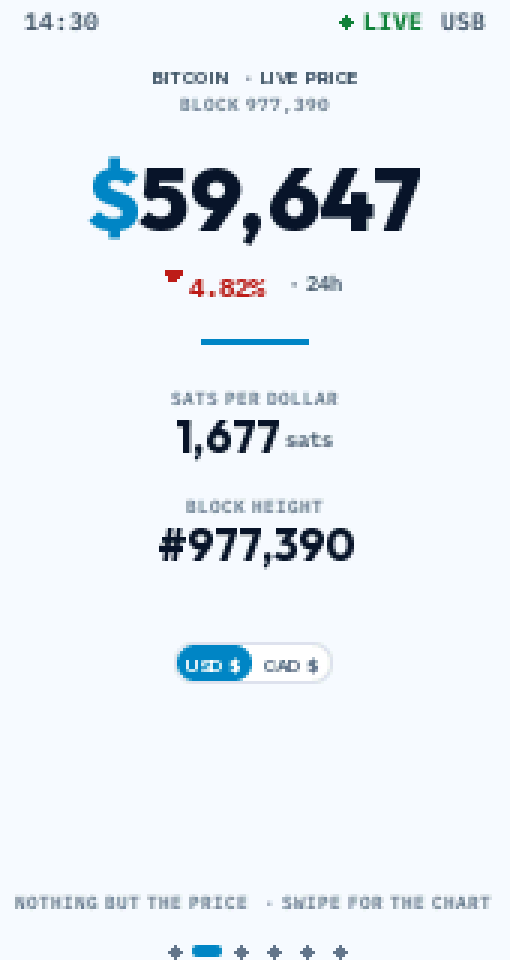 14:30 LIVE USB
BITCOIN · LIVE PRICE
BLOCK 977,390
$59,647
4.82% · 24h
SATS PER DOLLAR
1,677 sats
BLOCK HEIGHT
#977,390
USD $ CAD $
NOTHING BUT THE PRICE · SWIPE FOR THE CHART